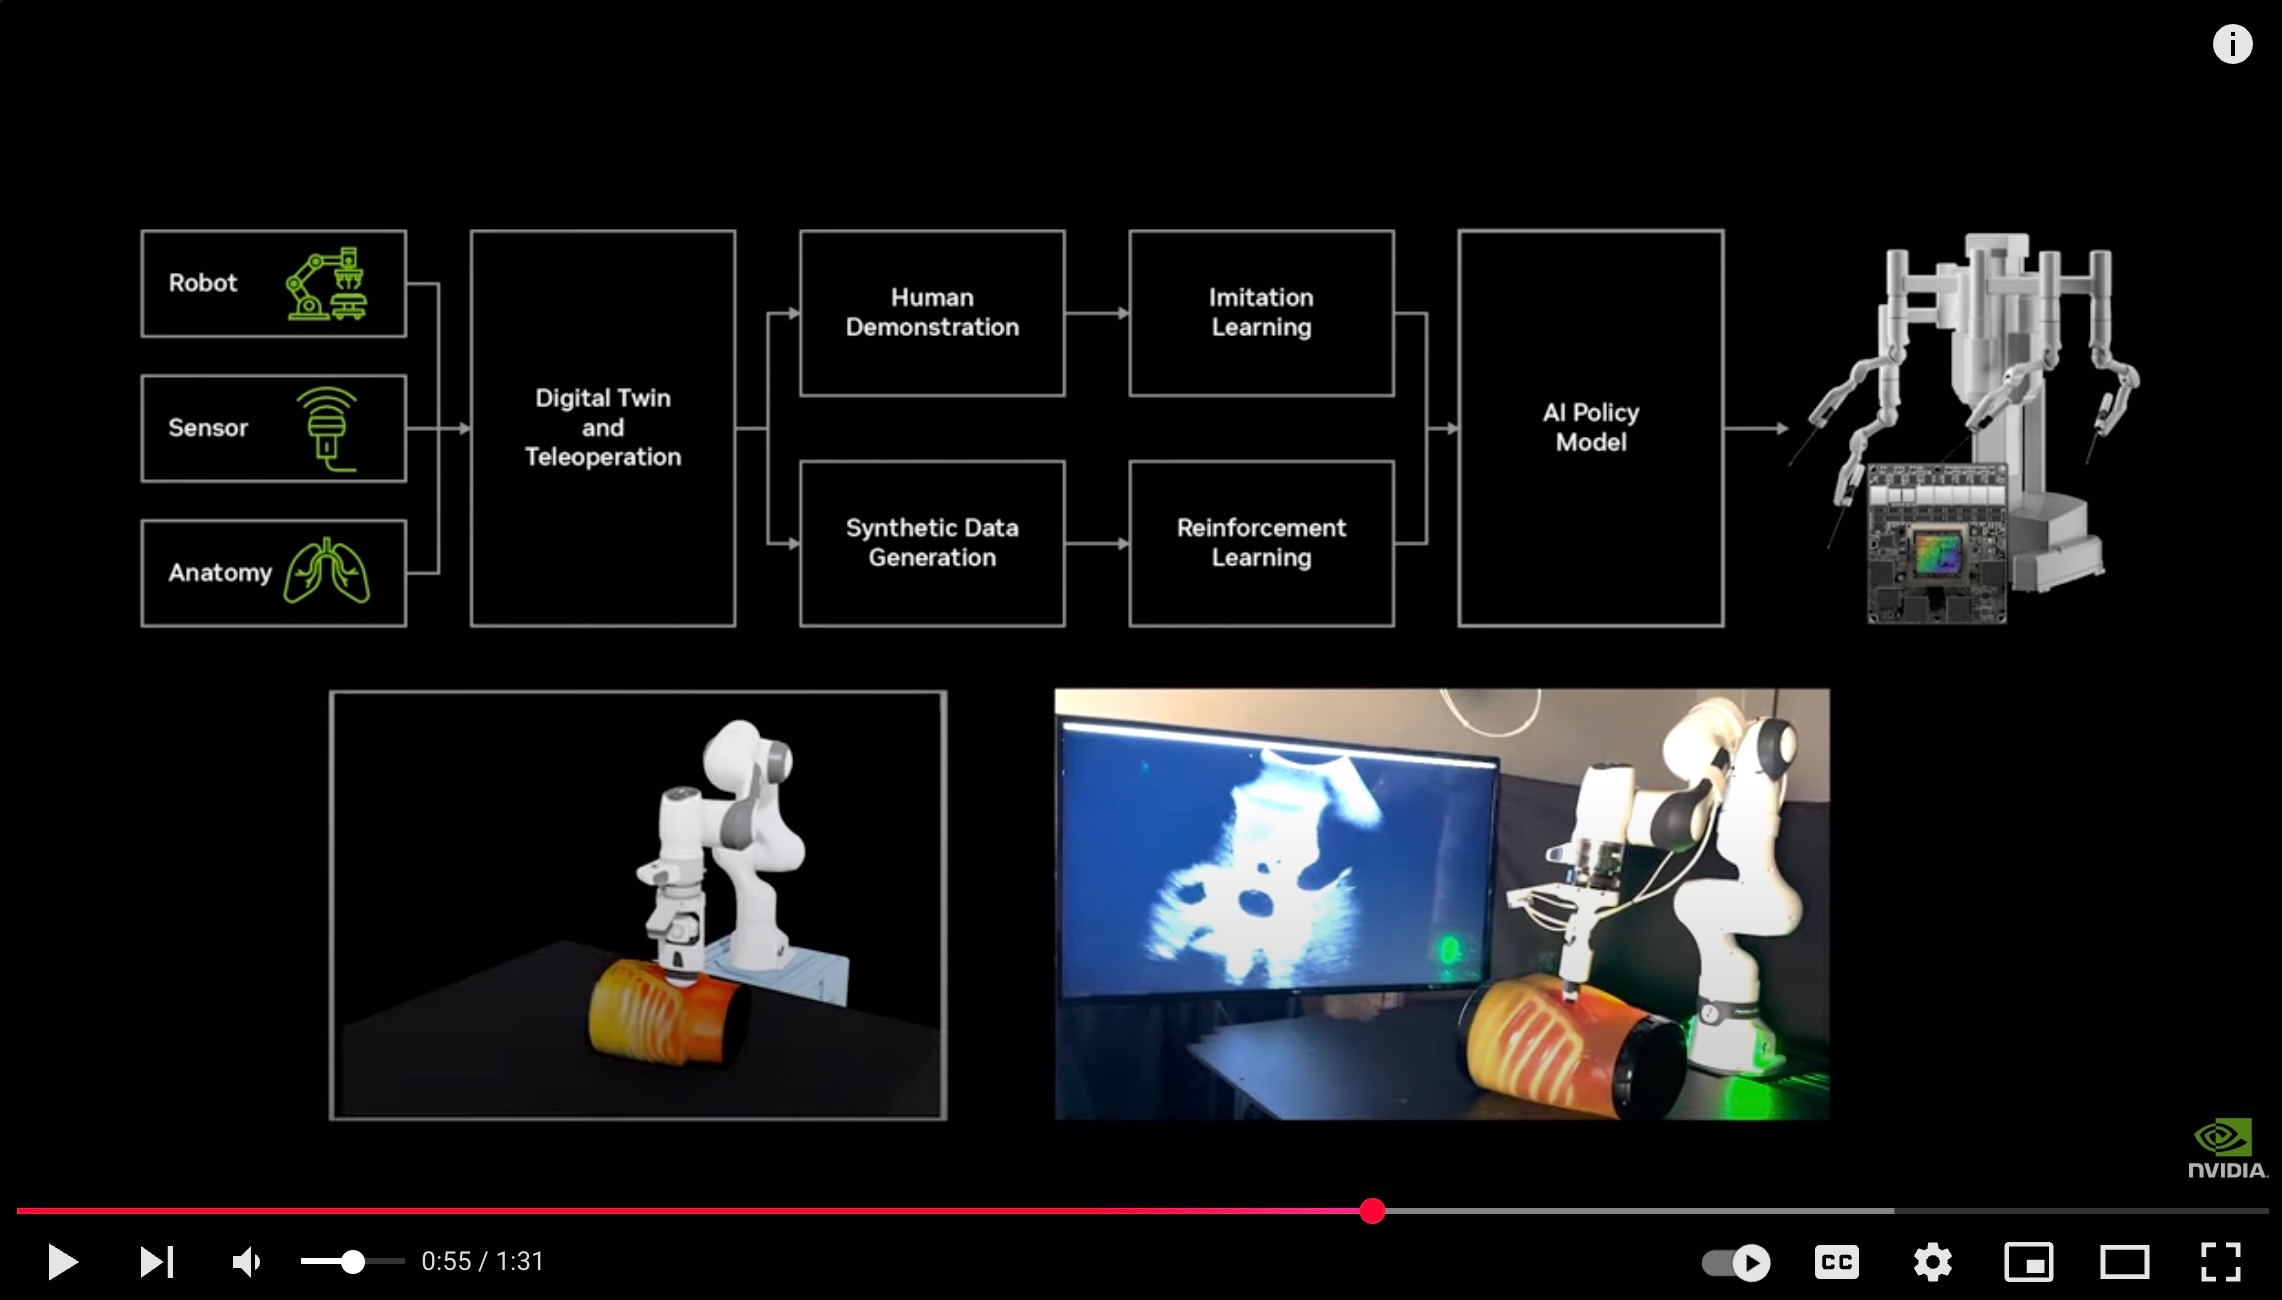 Robot
Sensor
Anatomy
Digital Twin
and
Teleoperation
Human
Demonstration
Synthetic Data
Generation
Imitation
Learning
Reinforcement
Learning
AI Policy
Model
NVIDIA.
0:55 / 1:31
CC